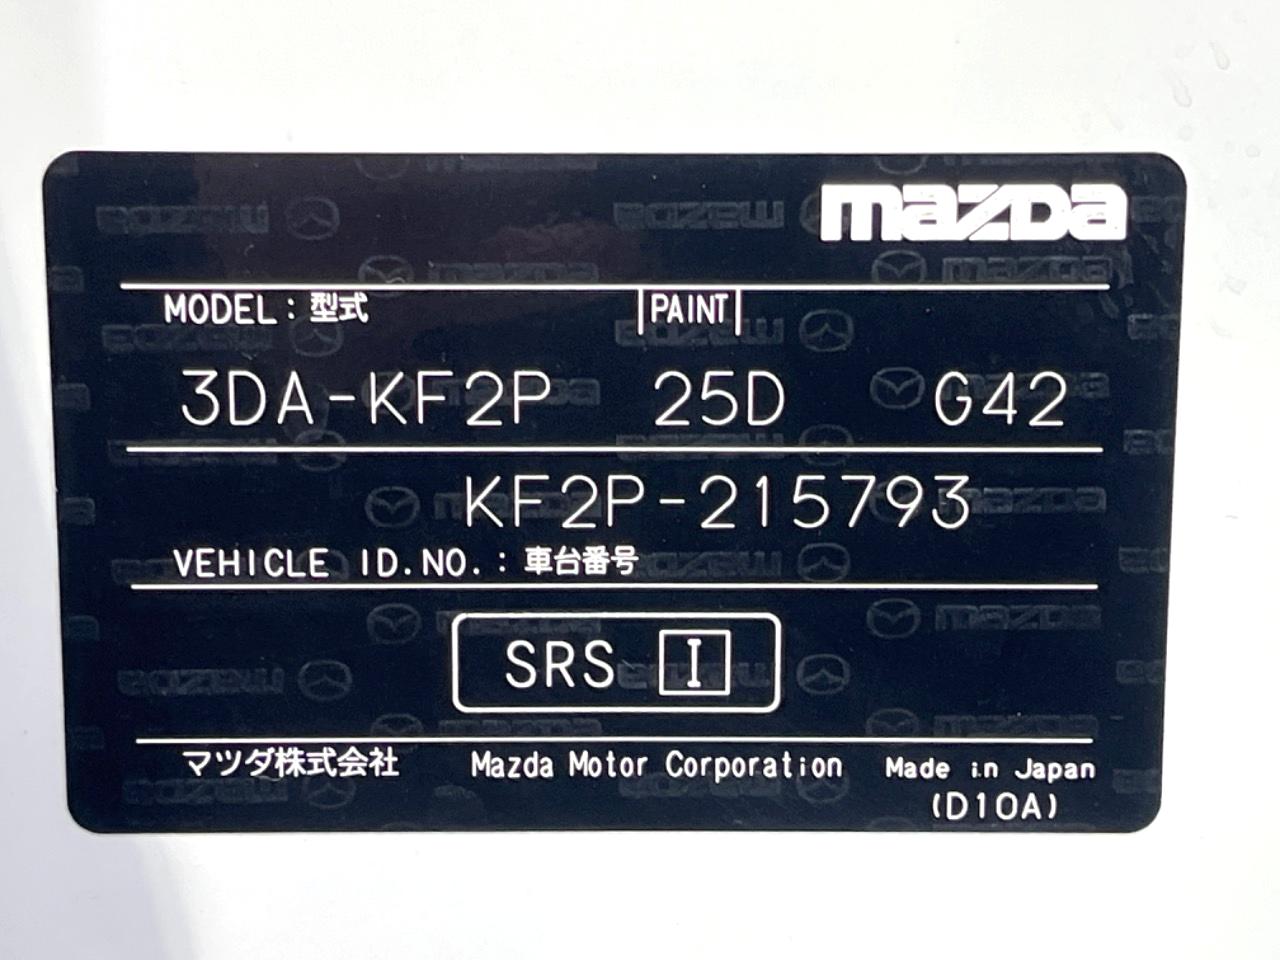 mazda
MODEL : 型式 PAINT
3DA-KF2P 25D G42
KF2P-215793
VEHICLE ID.NO. : 車台番号
SRS I
マツダ株式会社 Mazda Motor Corporation Made in Japan
(D10A)